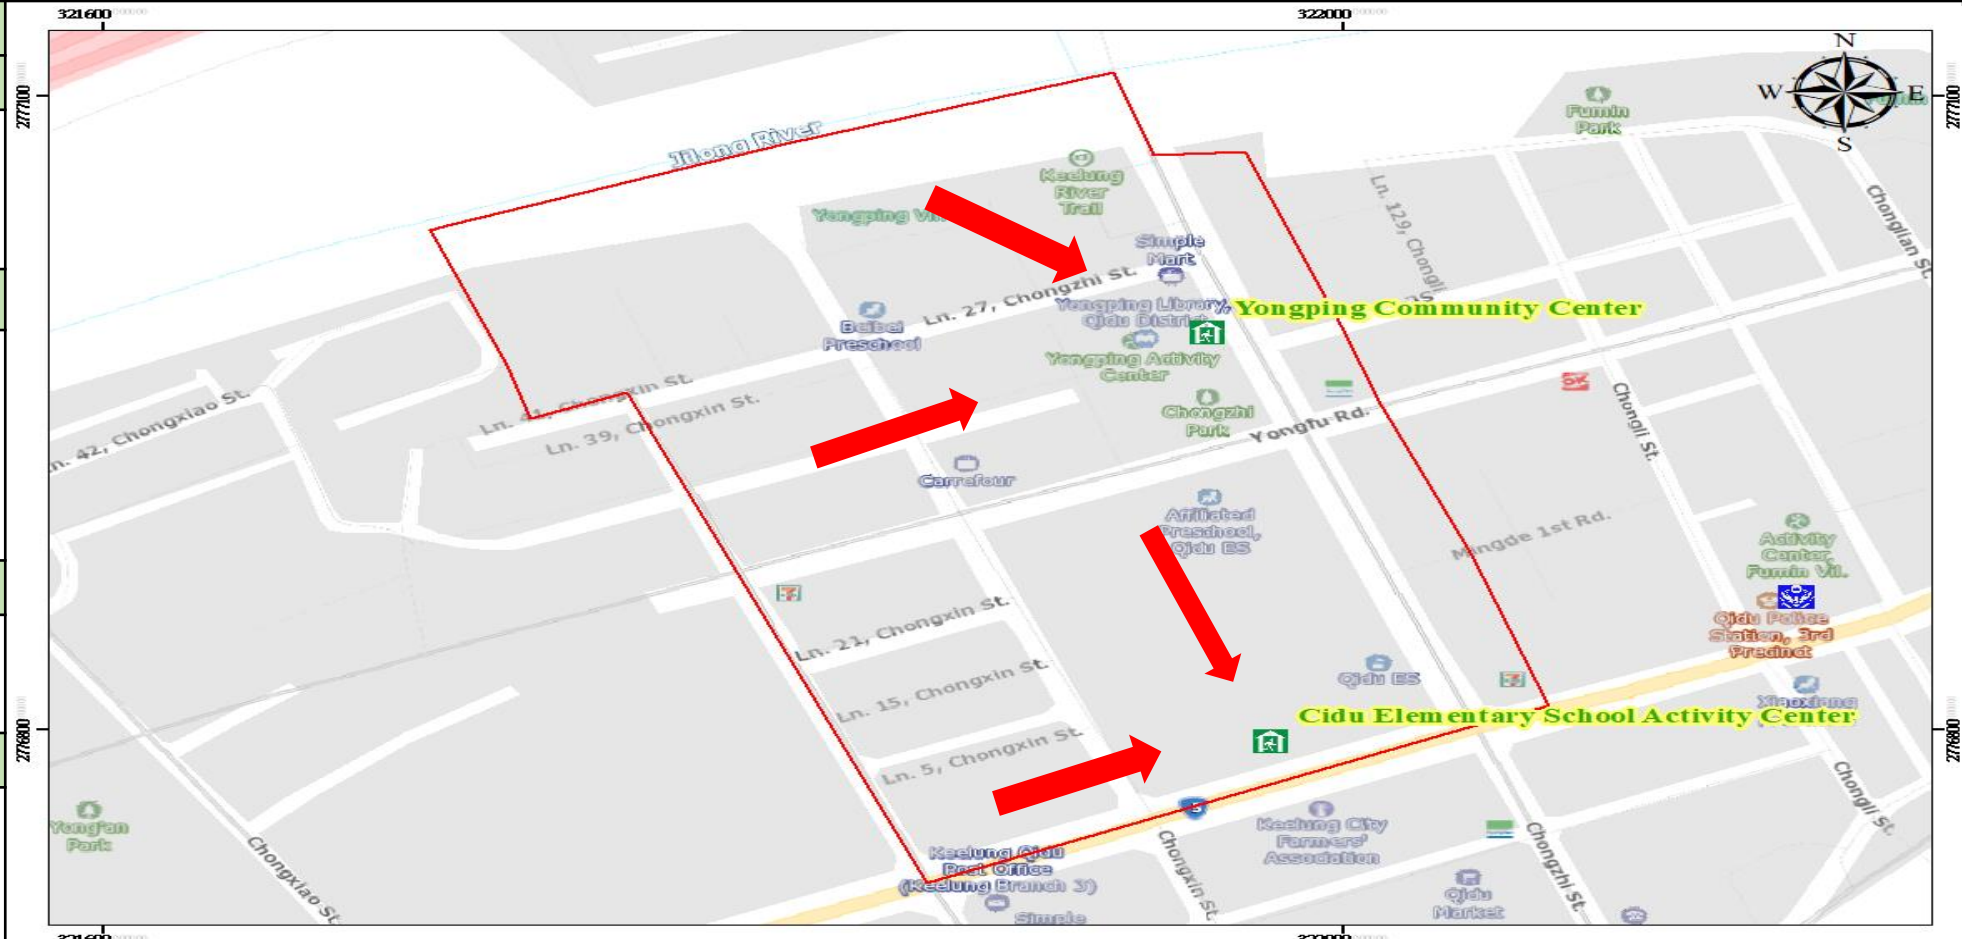 321600
322000
N
W
E
S
2777100
2777100
Fumin
Park
Jilong River
Keelung
River
Trail
Ln. 129, Chongli
Chonglian St.
Simple
Mart
Ln. 27, Chongzhi St.
Yongping Library,
Qidu District
Yongping Community Center
Beibei
Preschool
Yongping Activity
Center
Ln. 41, Chongxin St.
Ln. 39, Chongxin St.
42, Chongxiao St.
Chongzhi
Park
Yongfu Rd.
Chongli St.
Carrefour
Affiliated
Preschool,
Qidu ES
Mingde 1st Rd.
Activity
Center,
Fumin Vil.
Qidu Police
Station, 3rd
Precinct
Ln. 21, Chongxin St.
Ln. 15, Chongxin St.
Qidu ES
Cidu Elementary School Activity Center
2776800
2776800
Ln. 5, Chongxin St.
Chongli St.
Yong'an
Park
Chongxiao St.
Keelung City
Farmers'
Association
Keelung Qidu
Post Office
(Keelung Branch 3)
Simple
Chongxin St.
Chongzhi St.
Qidu
Market
321600
322000